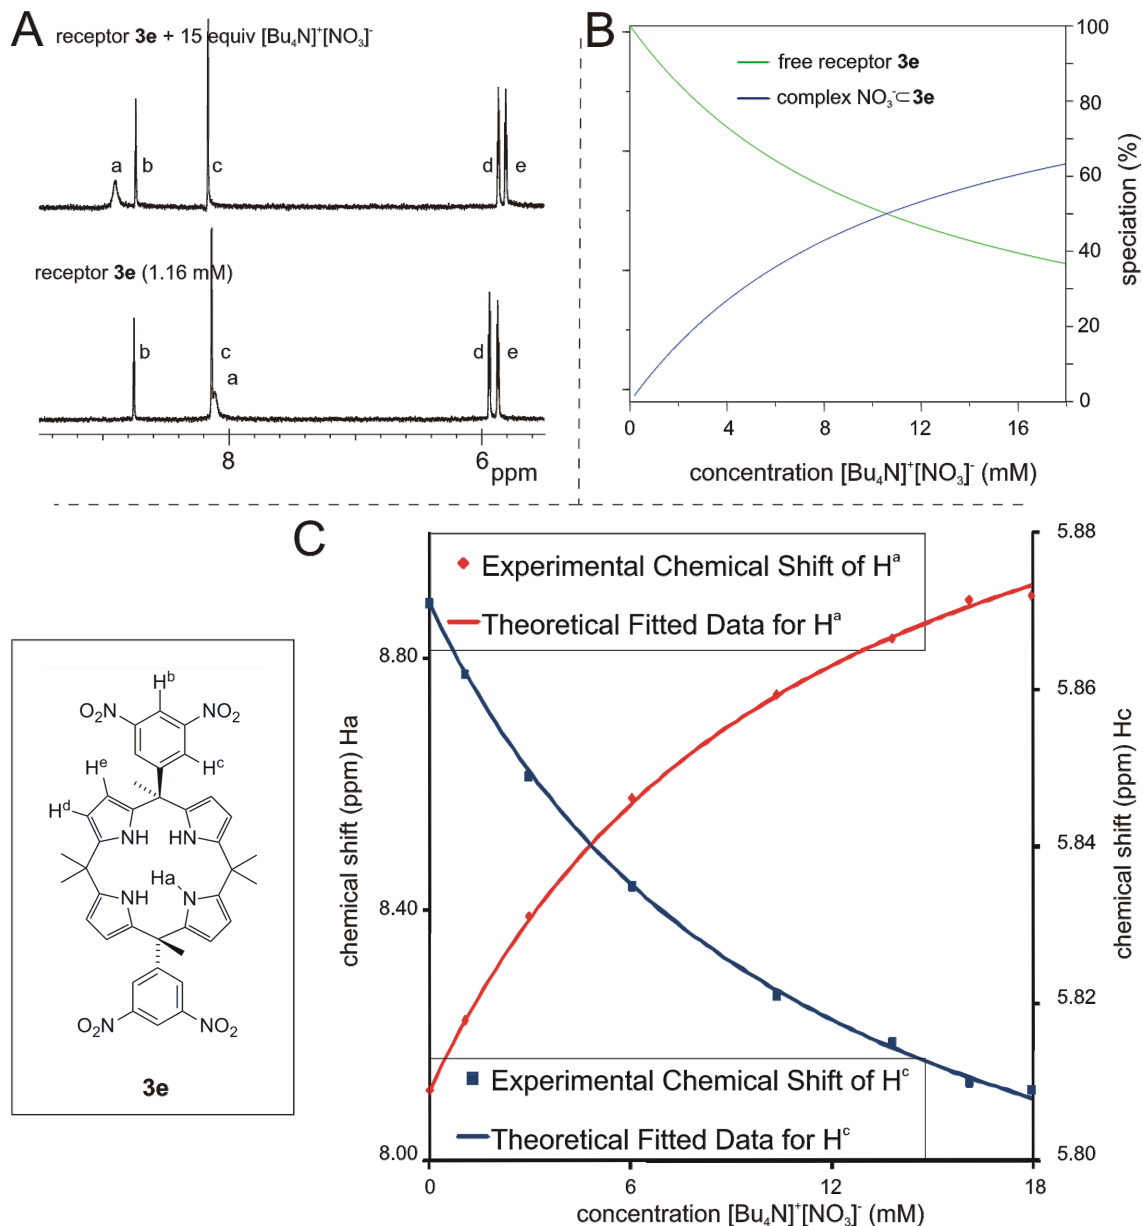 A
receptor 3e + 15 equiv [Bu₄N]⁺[NO₃]⁻
a
b
c
d
e
receptor 3e (1.16 mM)
b
c
a
d
e
8
6
ppm
B
free receptor 3e
complex NO₃⁻⊂3e
100
80
60
40
20
0
speciation (%)
0
4
8
12
16
concentration [Bu₄N]⁺[NO₃]⁻ (mM)
C
Experimental Chemical Shift of Hᵃ
Theoretical Fitted Data for Hᵃ
Experimental Chemical Shift of Hᶜ
Theoretical Fitted Data for Hᶜ
8.80
8.40
8.00
chemical shift (ppm) Ha
5.88
5.86
5.84
5.82
5.80
chemical shift (ppm) Hc
0
6
12
18
concentration [Bu₄N]⁺[NO₃]⁻ (mM)
Hᵇ
O₂N
NO₂
Hᶜ
Hᵉ
Hᵈ
NH
HN
Ha
NH
N
O₂N
NO₂
3e